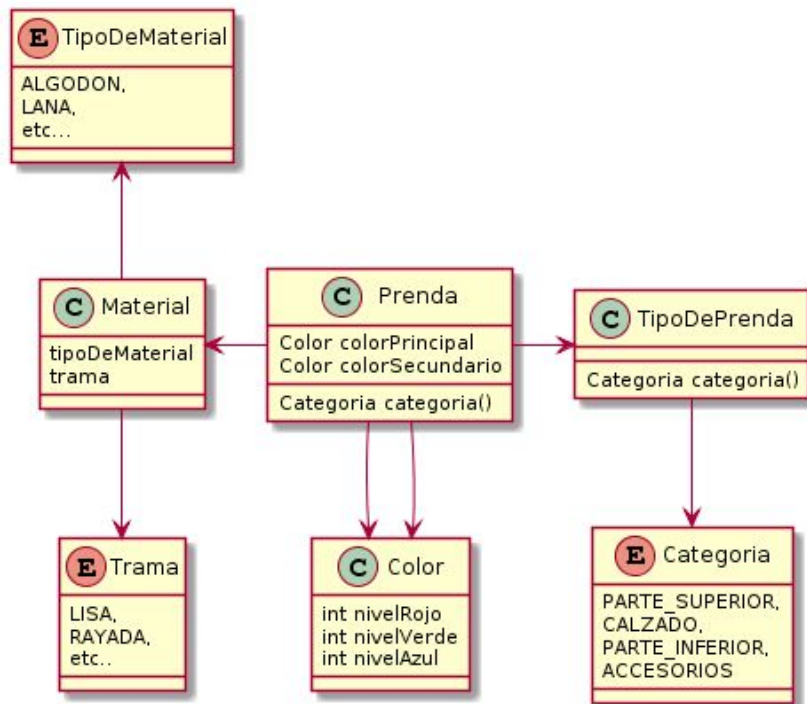 E TipoDeMaterial
ALGODON,
LANA,
etc...
C Material
tipoDeMaterial
trama
C Prenda
Color colorPrincipal
Color colorSecundario
Categoria categoria()
C TipoDePrenda
Categoria categoria()
E Trama
LISA,
RAYADA,
etc..
C Color
int nivelRojo
int nivelVerde
int nivelAzul
E Categoria
PARTE_SUPERIOR,
CALZADO,
PARTE_INFERIOR,
ACCESORIOS